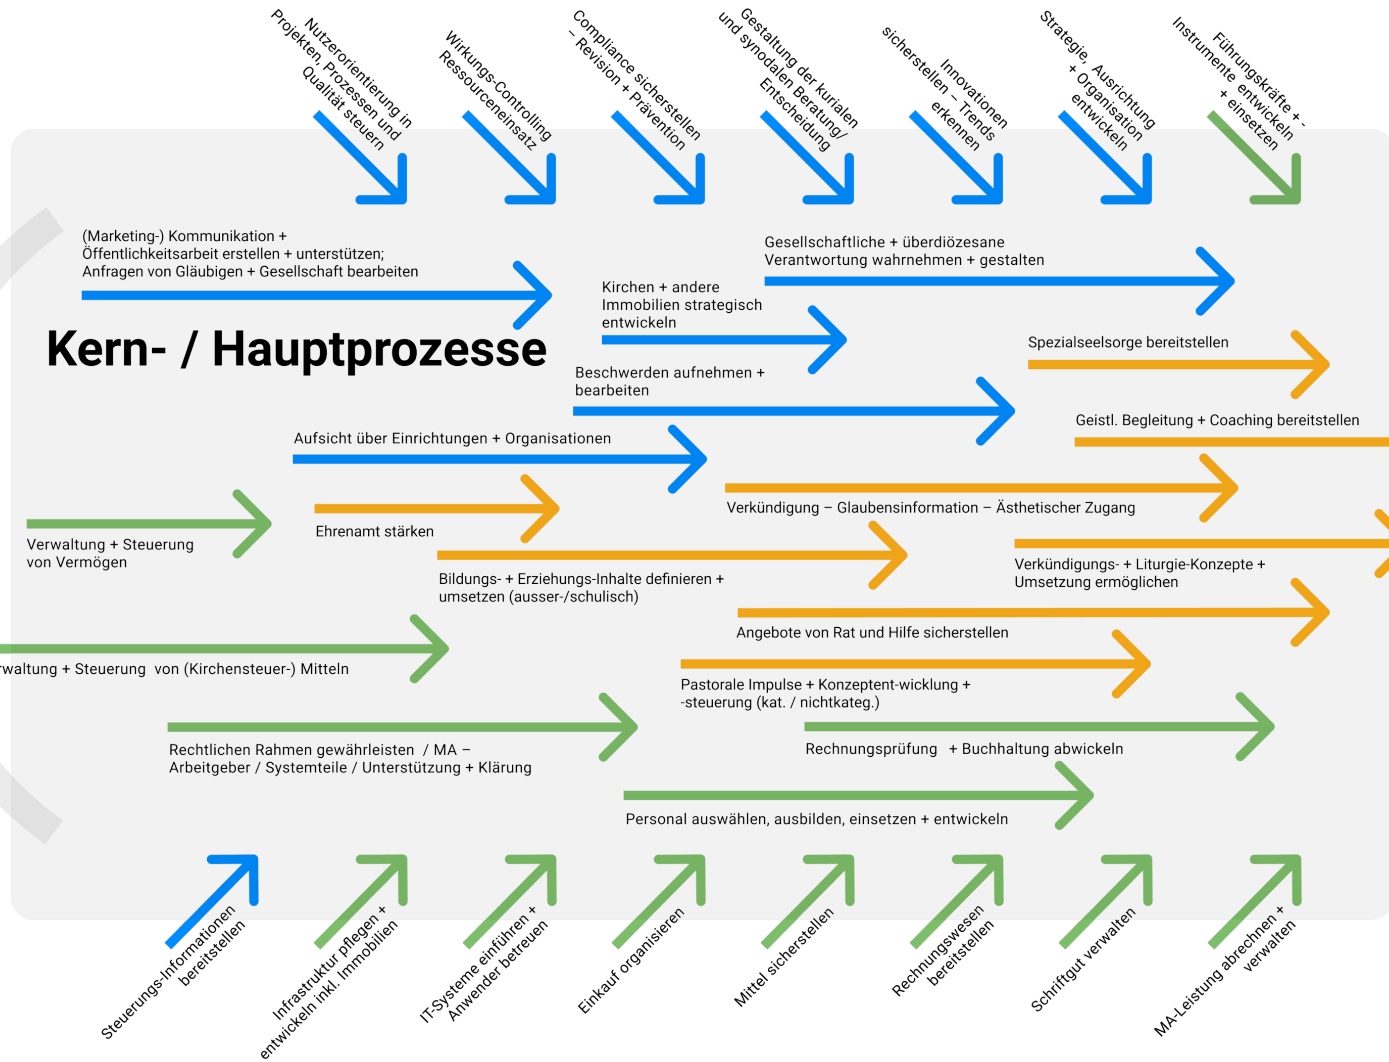 Nutzerorientierung in
Projekten, Prozessen und
Qualität steuern
Wirkungs-Controlling
Ressourceneinsatz
Compliance sicherstellen
– Revision + Prävention
Gestaltung der kurialen
und synodalen Beratung/
Entscheidung
Innovationen
sicherstellen – Trends
erkennen
Strategie, Ausrichtung
+ Organisation
entwickeln
Führungskräfte + -
Instrumente entwickeln
+ einsetzen
(Marketing-) Kommunikation +
Öffentlichkeitsarbeit erstellen + unterstützen;
Anfragen von Gläubigen + Gesellschaft bearbeiten
Gesellschaftliche + überdiözesane
Verantwortung wahrnehmen + gestalten
Kirchen + andere
Immobilien strategisch
entwickeln
Kern- / Hauptprozesse
Spezialseelsorge bereitstellen
Beschwerden aufnehmen +
bearbeiten
Geistl. Begleitung + Coaching bereitstellen
Aufsicht über Einrichtungen + Organisationen
Verkündigung – Glaubensinformation – Ästhetischer Zugang
Ehrenamt stärken
Verwaltung + Steuerung
von Vermögen
Verkündigungs- + Liturgie-Konzepte +
Umsetzung ermöglichen
Bildungs- + Erziehungs-Inhalte definieren +
umsetzen (ausser-/schulisch)
Angebote von Rat und Hilfe sicherstellen
rwaltung + Steuerung von (Kirchensteuer-) Mitteln
Pastorale Impulse + Konzeptent-wicklung +
-steuerung (kat. / nichtkateg.)
Rechtlichen Rahmen gewährleisten / MA –
Arbeitgeber / Systemteile / Unterstützung + Klärung
Rechnungsprüfung + Buchhaltung abwickeln
Personal auswählen, ausbilden, einsetzen + entwickeln
Steuerungs-Informationen
bereitstellen
Infrastruktur pflegen +
entwickeln inkl. Immobilien
IT-Systeme einführen +
Anwender betreuen
Einkauf organisieren
Mittel sicherstellen
Rechnungswesen
bereitstellen
Schriftgut verwalten
MA-Leistung abrechnen +
verwalten